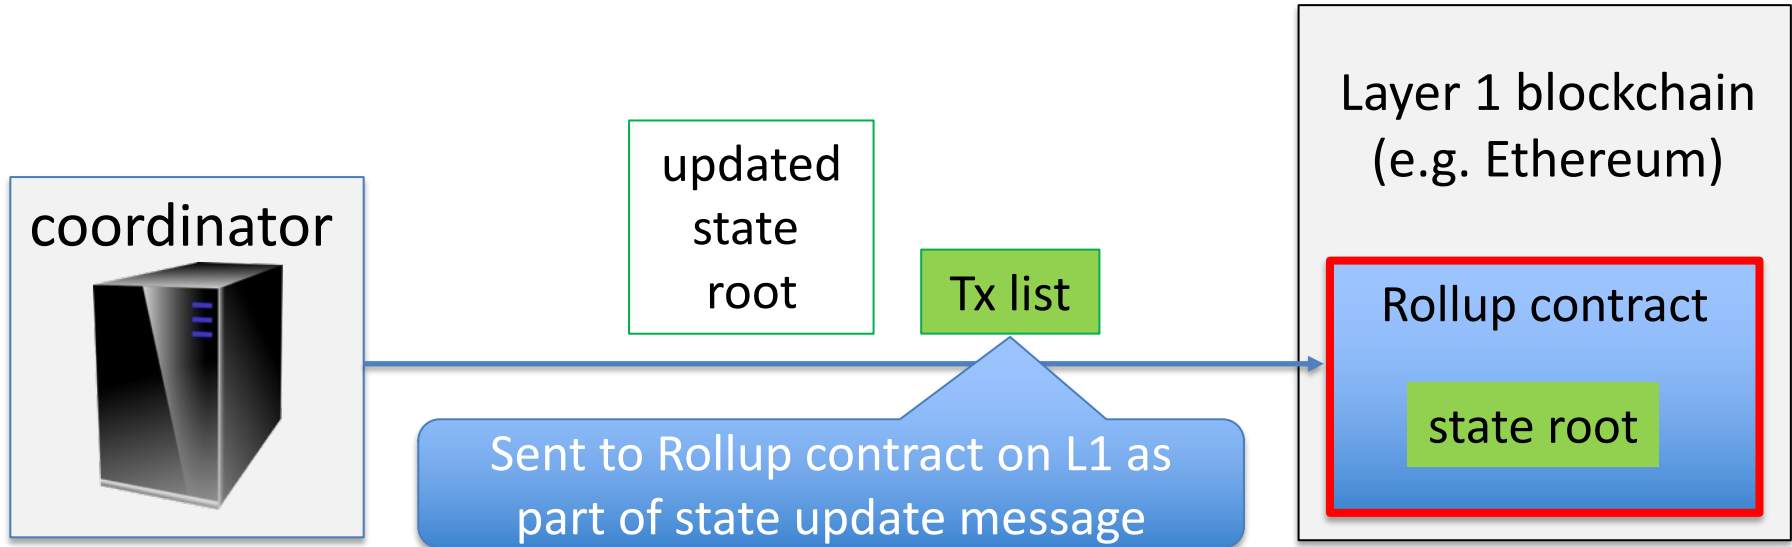 coordinator
updated
state
root
Tx list
Sent to Rollup contract on L1 as
part of state update message
Layer 1 blockchain
(e.g. Ethereum)
Rollup contract
state root